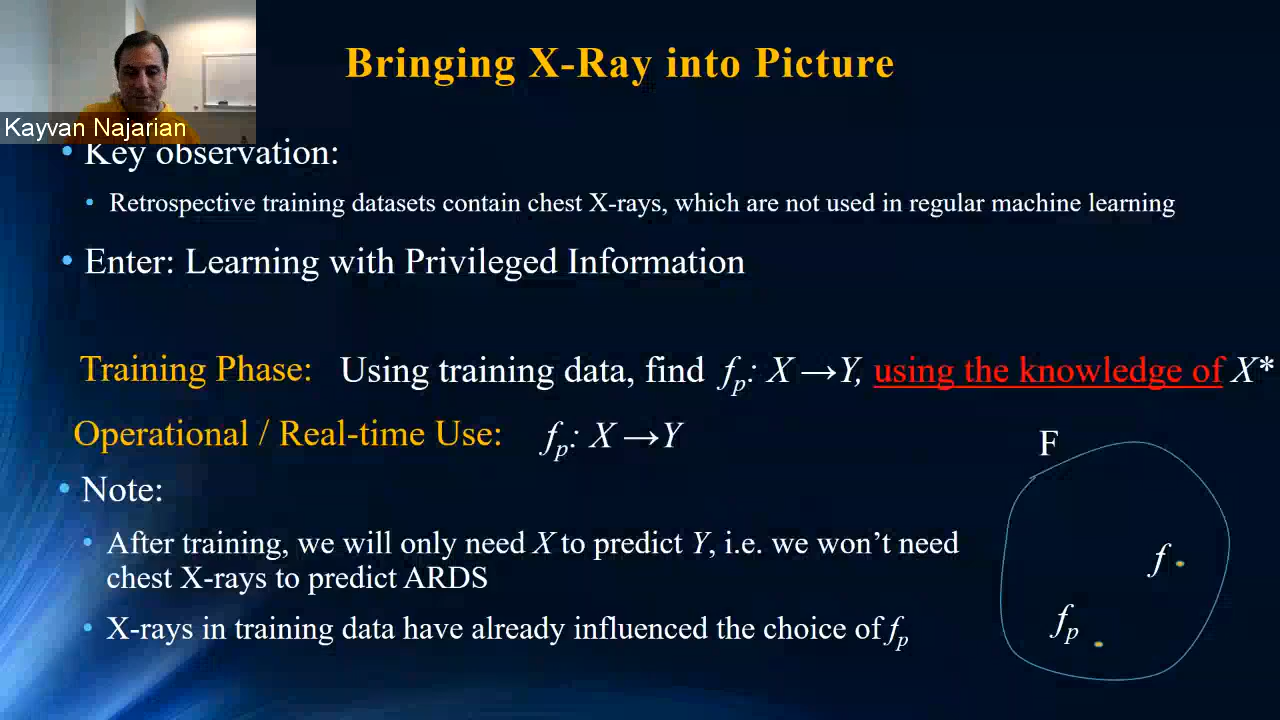 Bringing X-Ray into Picture
Kayvan Najarian
• Key observation:
• Retrospective training datasets contain chest X-rays, which are not used in regular machine learning
• Enter: Learning with Privileged Information
Training Phase: Using training data, find fp: X →Y, using the knowledge of X*
Operational / Real-time Use: fp: X →Y
F
• Note:
• After training, we will only need X to predict Y, i.e. we won’t need
chest X-rays to predict ARDS
f
• X-rays in training data have already influenced the choice of fp
fp